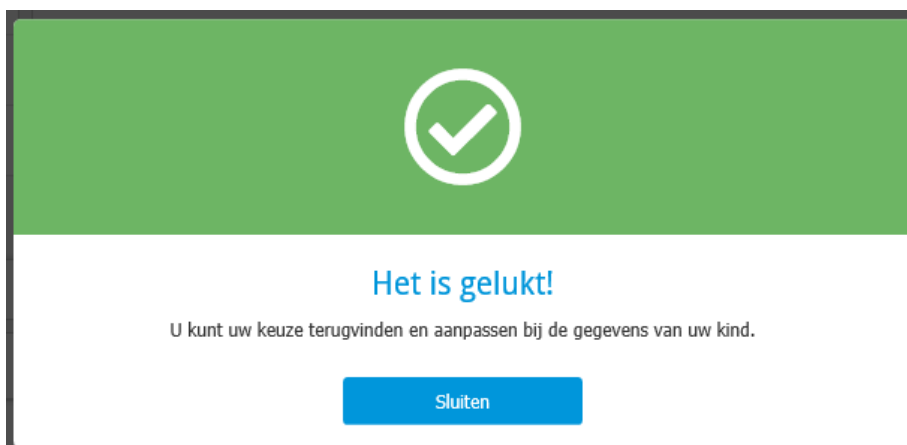 Het is gelukt!
U kunt uw keuze terugvinden en aanpassen bij de gegevens van uw kind.
Sluiten